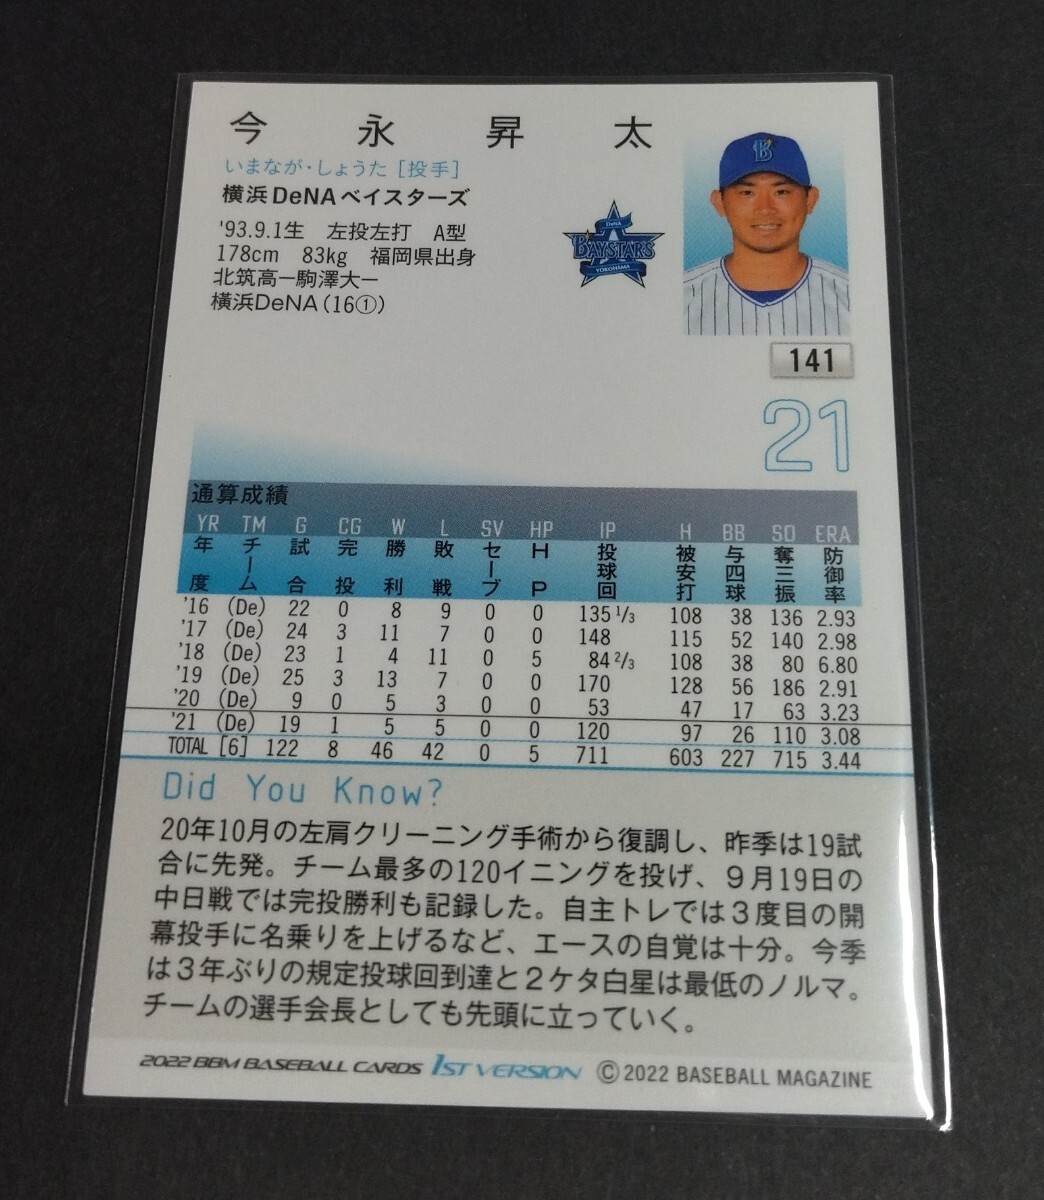 今永昇太
いまなが・しょうた［投手］
横浜DeNAベイスターズ
'93.9.1生 左投左打 A型
178cm 83kg 福岡県出身
北筑高ー駒澤大ー
横浜DeNA（16①）
B
DeNA
BAYSTARS
YOKOHAMA
141
21
通算成績
YR TM G CG W L SV HP IP H BB SO ERA
年度 チーム 試合 完投 勝利 敗戦 セーブ HP 投球回 被安打 与四球 奪三振 防御率
'16 (De) 22 0 8 9 0 0 135 1/3 108 38 136 2.93
'17 (De) 24 3 11 7 0 0 148 115 52 140 2.98
'18 (De) 23 1 4 11 0 5 84 2/3 108 38 80 6.80
'19 (De) 25 3 13 7 0 0 170 128 56 186 2.91
'20 (De) 9 0 5 3 0 0 53 47 17 63 3.23
'21 (De) 19 1 5 5 0 0 120 97 26 110 3.08
TOTAL [6] 122 8 46 42 0 5 711 603 227 715 3.44
Did You Know?
20年10月の左肩クリーニング手術から復調し、昨季は19試
合に先発。チーム最多の120イニングを投げ、９月19日の
中日戦では完投勝利も記録した。自主トレでは３度目の開
幕投手に名乗りを上げるなど、エースの自覚は十分。今季
は３年ぶりの規定投球回到達と２ケタ白星は最低のノルマ。
チームの選手会長としても先頭に立っていく。
2022 BBM BASEBALL CARDS 1ST VERSION © 2022 BASEBALL MAGAZINE